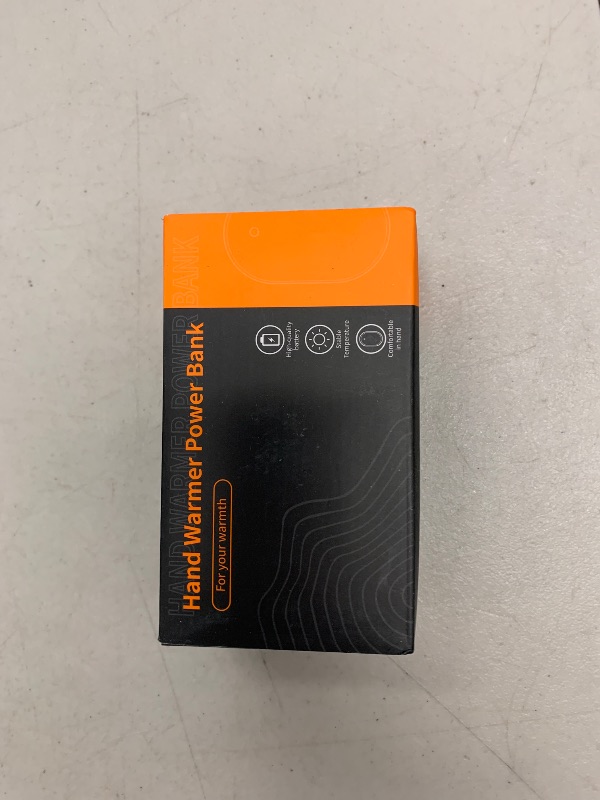 HAND WARMER POWER BANK
Hand Warmer Power Bank
For your warmth
High-quality
battery
Stable
Temperature
Comfortable
in hand